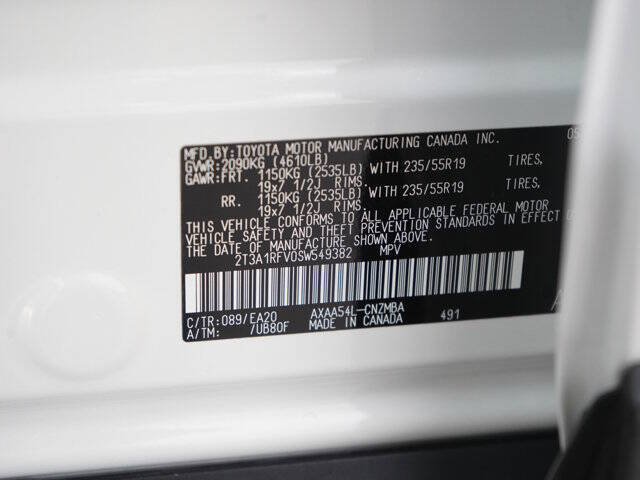 MFD.BY:TOYOTA MOTOR MANUFACTURING CANADA INC. 05
GVWR:2090KG (4610LB)
GAWR:FRT. 1150KG (2535LB) WITH 235/55R19 TIRES,
19x7 1/2J RIMS.
RR. 1150KG (2535LB) WITH 235/55R19 TIRES,
19x7 1/2J RIMS.
THIS VEHICLE CONFORMS TO ALL APPLICABLE FEDERAL MOTOR
VEHICLE SAFETY AND THEFT PREVENTION STANDARDS IN EFFECT O
THE DATE OF MANUFACTURE SHOWN ABOVE.
2T3A1RFV0SW549382 MPV
C/TR:089/EA20 AXAA54L-CNZMBA
A/TM: /UB80F MADE IN CANADA 491